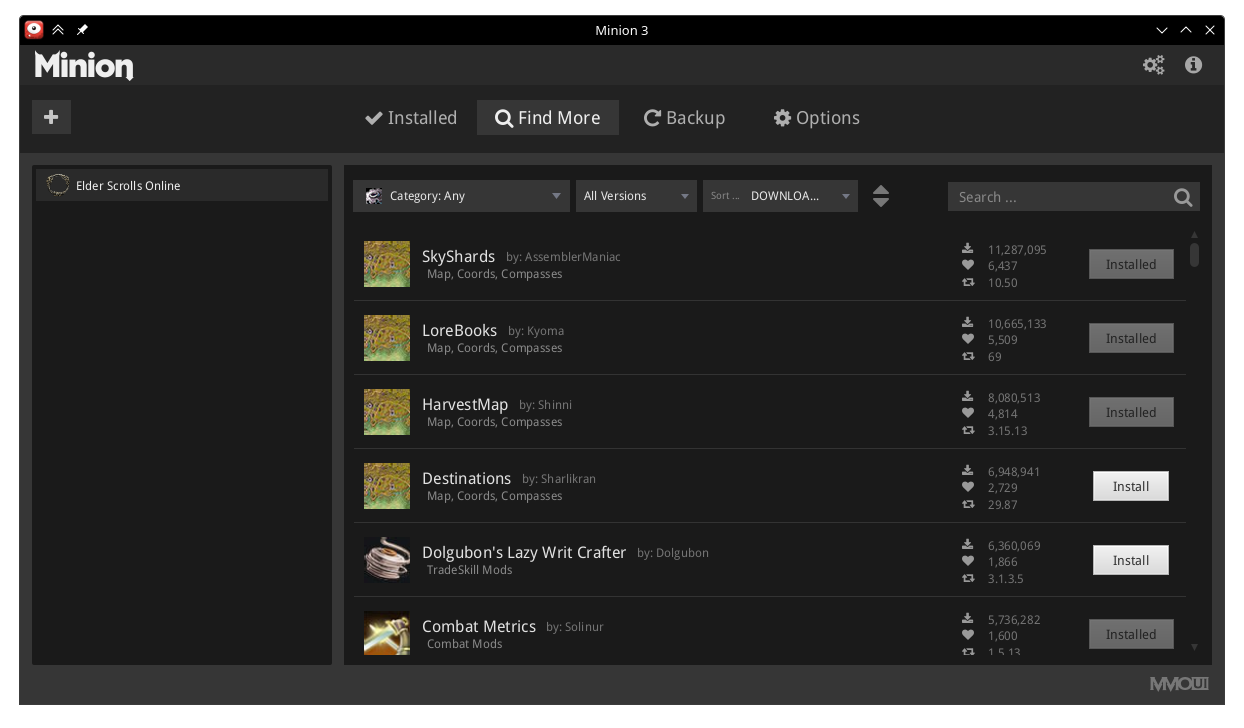 Minion 3
Minion
Installed Find More Backup Options
Elder Scrolls Online
Category: Any All Versions Sort ... DOWNLOA... Search ...
SkyShards by: AssemblerManiac
Map, Coords, Compasses
11,287,095
6,437
10.50
Installed
LoreBooks by: Kyoma
Map, Coords, Compasses
10,665,133
5,509
69
Installed
HarvestMap by: Shinni
Map, Coords, Compasses
8,080,513
4,814
3.15.13
Installed
Destinations by: Sharlikran
Map, Coords, Compasses
6,948,941
2,729
29.87
Install
Dolgubon's Lazy Writ Crafter by: Dolgubon
TradeSkill Mods
6,360,069
1,866
3.1.3.5
Install
Combat Metrics by: Solinur
Combat Mods
5,736,282
1,600
1.5.13
Installed
MMOUI